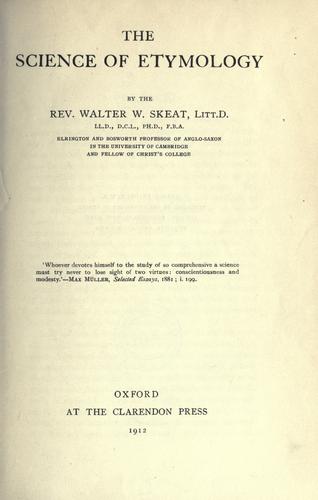 THE
SCIENCE OF ETYMOLOGY
BY THE
REV. WALTER W. SKEAT, LITT.D.
LL.D., D.C.L., PH.D., F.B.A.
ELRINGTON AND BOSWORTH PROFESSOR OF ANGLO-SAXON
IN THE UNIVERSITY OF CAMBRIDGE
AND FELLOW OF CHRIST'S COLLEGE
'Whoever devotes himself to the study of so comprehensive a science
must try never to lose sight of two virtues: conscientiousness and
modesty.'—MAX MÜLLER, Selected Essays, 1881; i. 199.
OXFORD
AT THE CLARENDON PRESS
1912